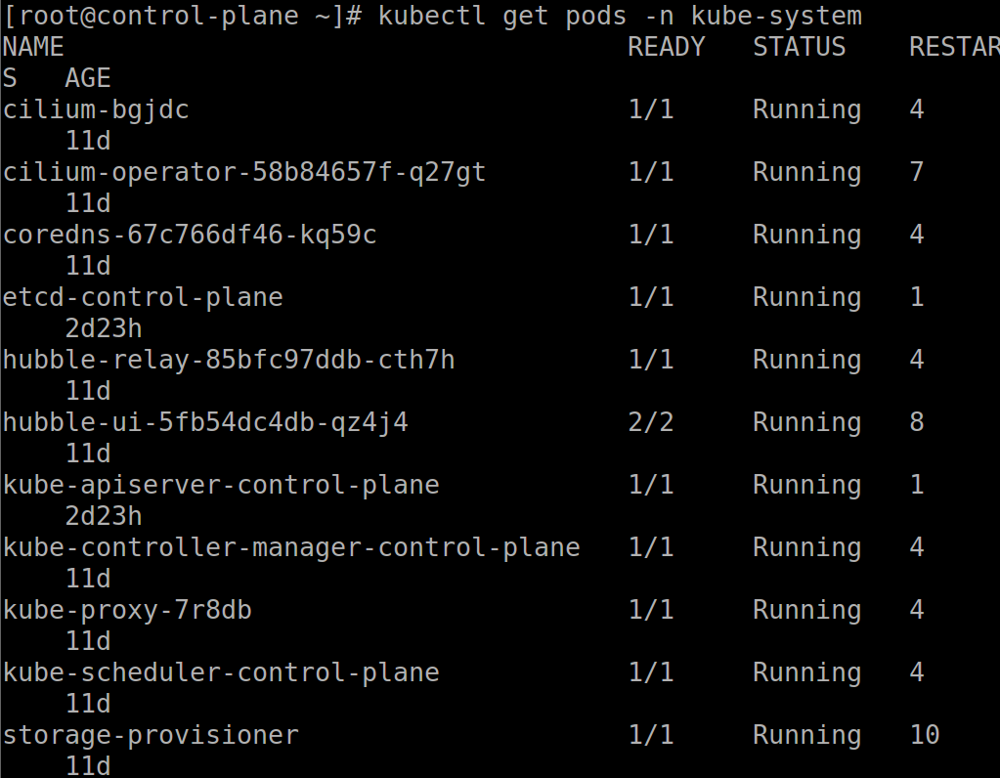 [root@control-plane ~]# kubectl get pods -n kube-system
NAME                                    READY   STATUS    RESTAR
S   AGE
cilium-bgjdc                            1/1     Running   4
    11d
cilium-operator-58b84657f-q27gt         1/1     Running   7
    11d
coredns-67c766df46-kq59c                1/1     Running   4
    11d
etcd-control-plane                      1/1     Running   1
    2d23h
hubble-relay-85bfc97ddb-cth7h           1/1     Running   4
    11d
hubble-ui-5fb54dc4db-qz4j4              2/2     Running   8
    11d
kube-apiserver-control-plane            1/1     Running   1
    2d23h
kube-controller-manager-control-plane   1/1     Running   4
    11d
kube-proxy-7r8db                        1/1     Running   4
    11d
kube-scheduler-control-plane            1/1     Running   4
    11d
storage-provisioner                     1/1     Running   10
    11d